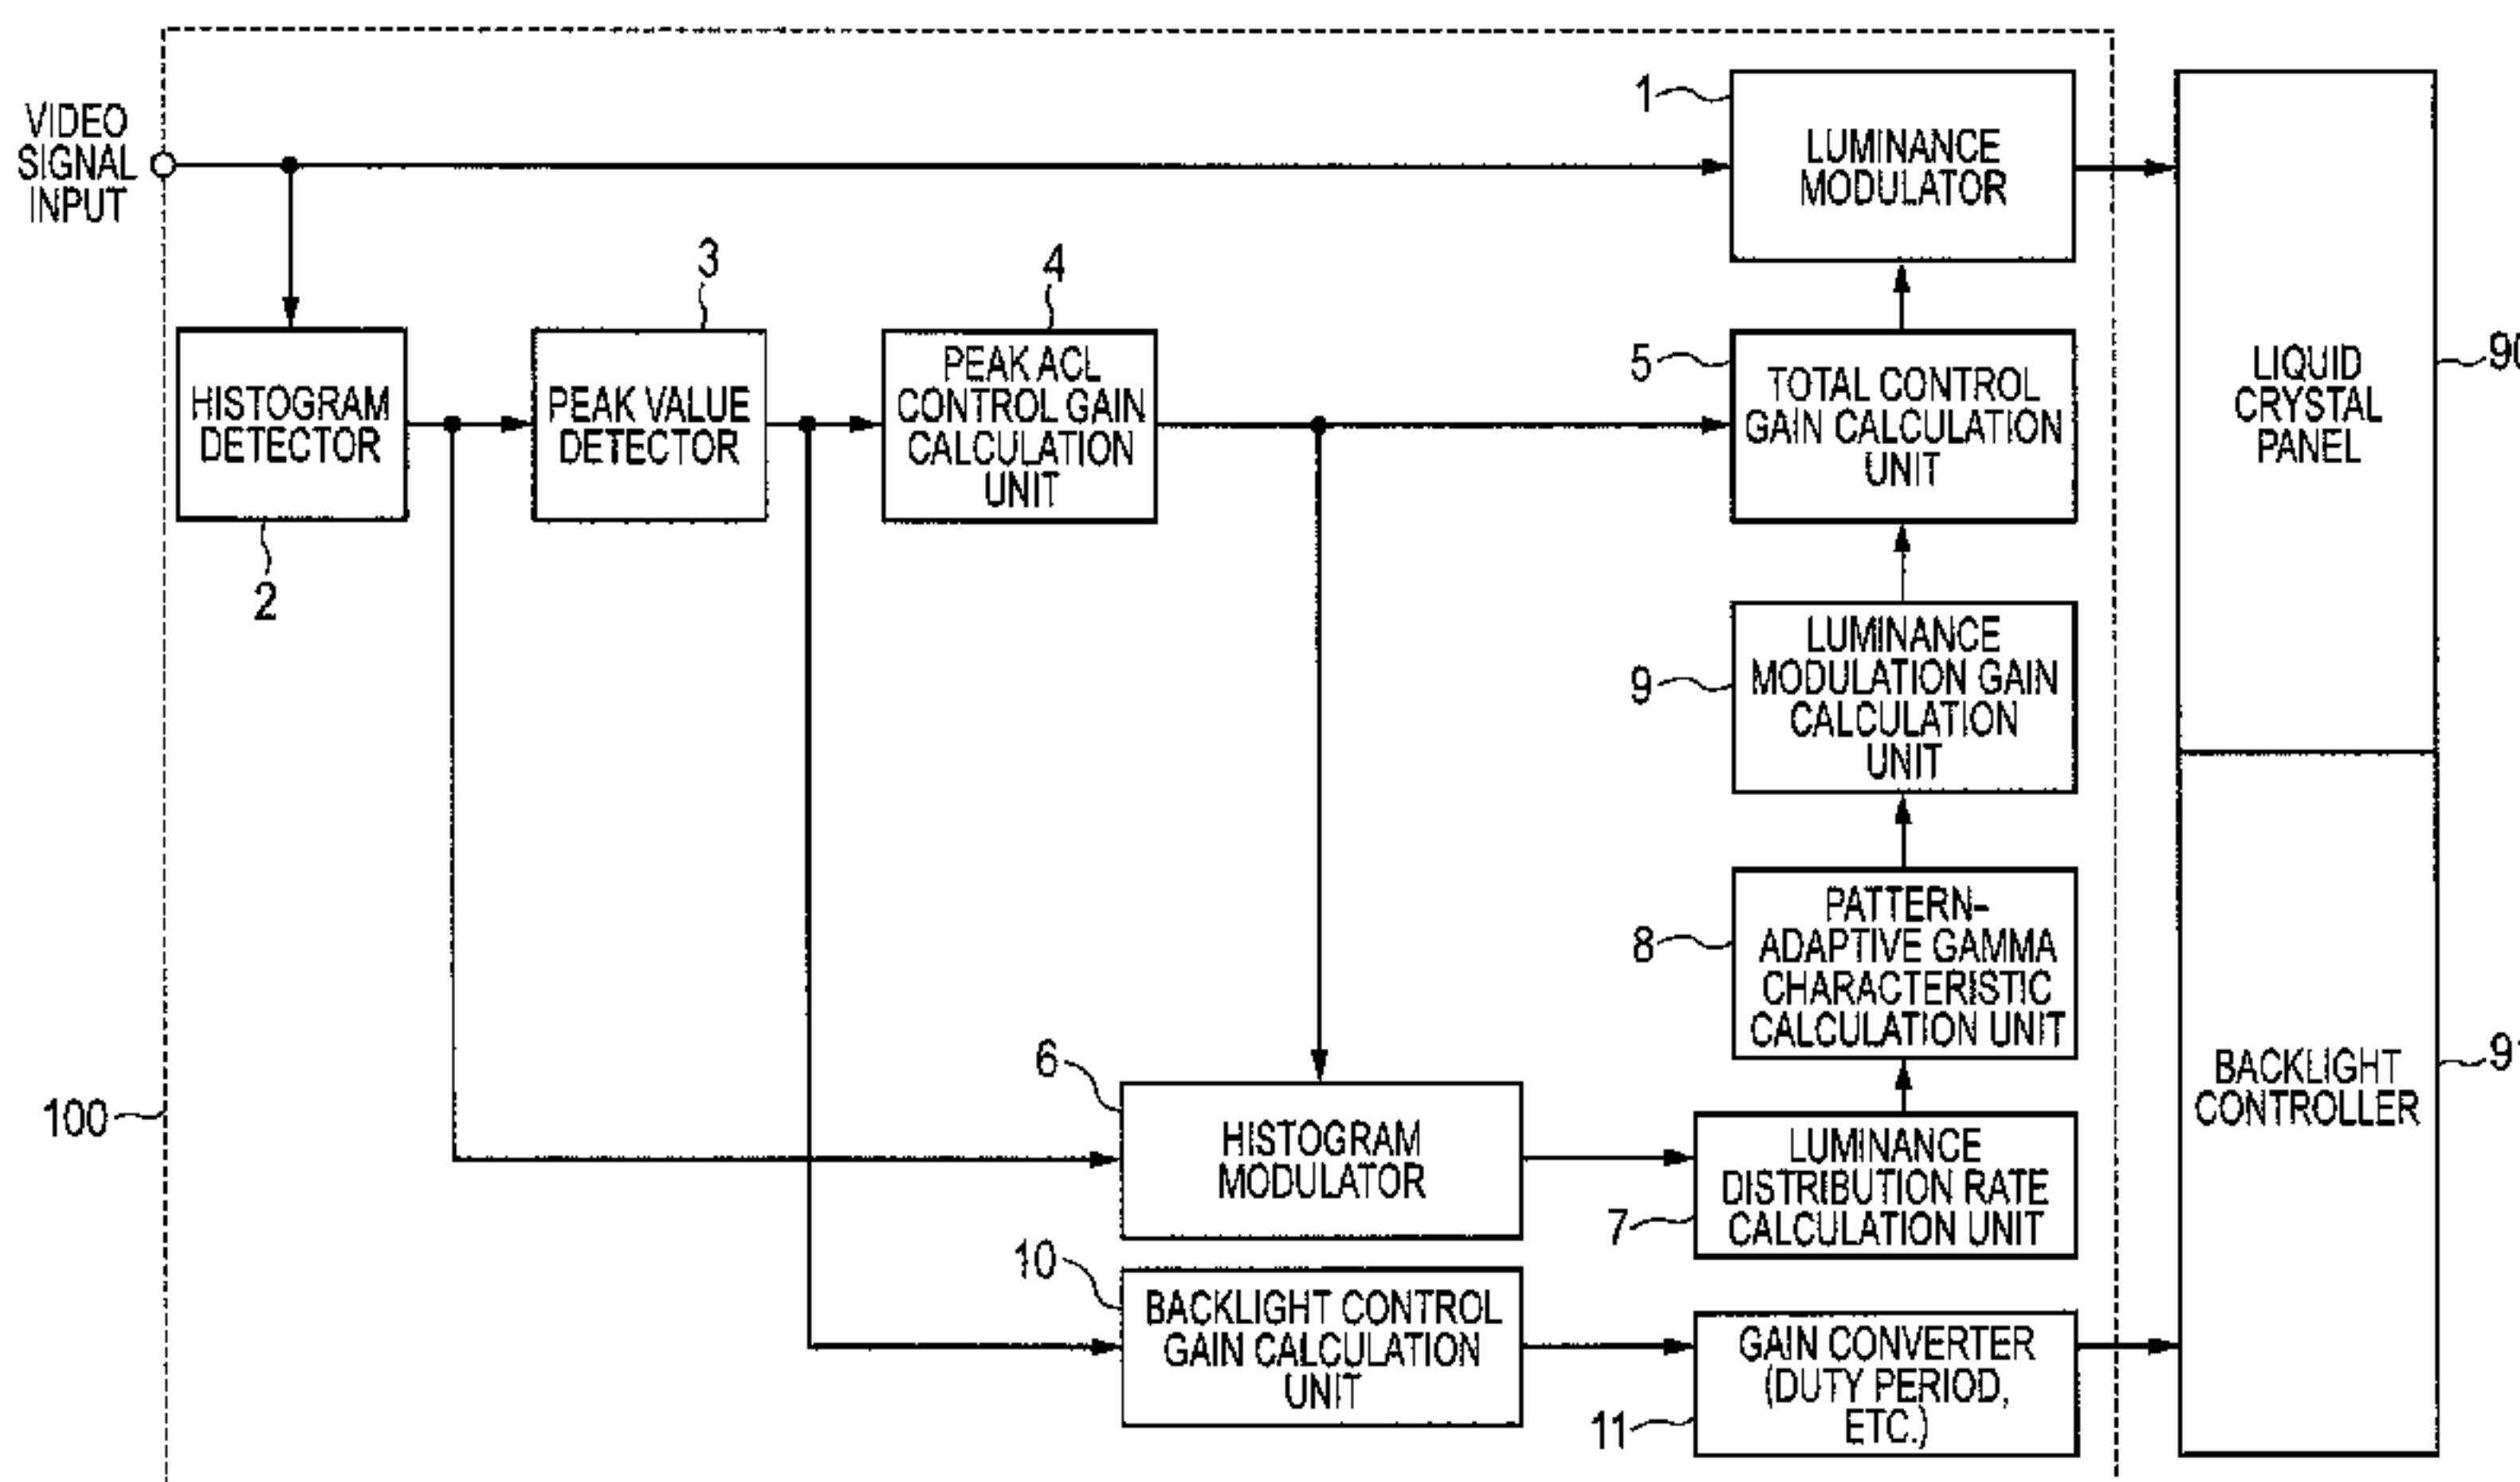 VIDEO
SIGNAL
INPUT
1
LUMINANCE
MODULATOR
3
4
HISTOGRAM
DETECTOR
2
PEAK VALUE
DETECTOR
PEAK ACL
CONTROL GAIN
CALCULATION
UNIT
5
TOTAL CONTROL
GAIN CALCULATION
UNIT
LIQUID
CRYSTAL
PANEL
9
LUMINANCE
MODULATION GAIN
CALCULATION
UNIT
8
PATTERN-
ADAPTIVE GAMMA
CHARACTERISTIC
CALCULATION UNIT
100
6
HISTOGRAM
MODULATOR
7
LUMINANCE
DISTRIBUTION RATE
CALCULATION UNIT
BACKLIGHT
CONTROLLER
10
BACKLIGHT CONTROL
GAIN CALCULATION
UNIT
11
GAIN CONVERTER
(DUTY PERIOD,
ETC.)